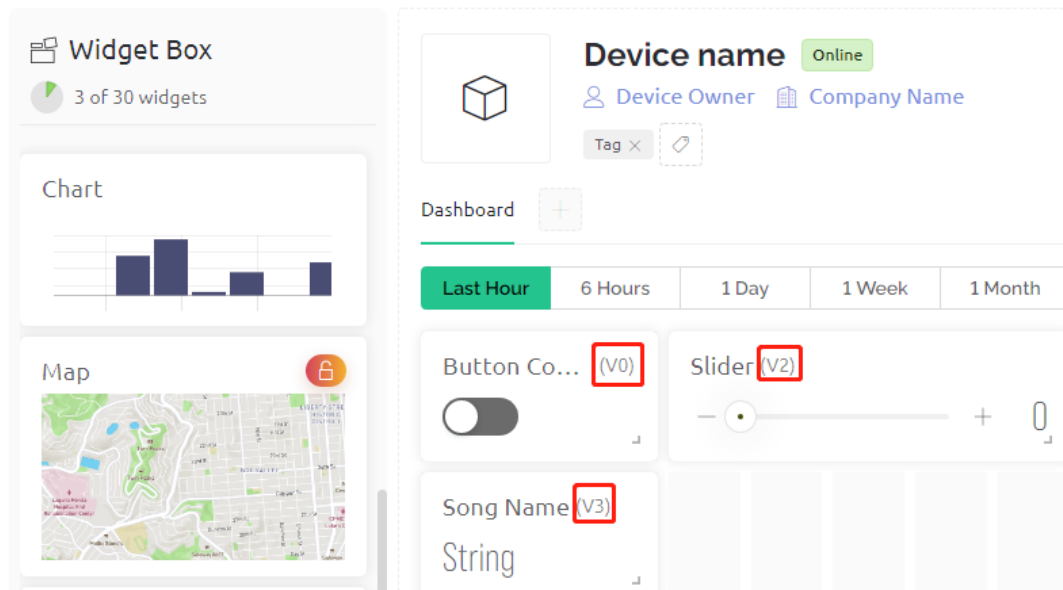 Widget Box
3 of 30 widgets
Chart
Map
Device name
Online
Device Owner
Company Name
Tag
Dashboard
Last Hour
6 Hours
1 Day
1 Week
1 Month
Button Co... (V0)
Slider (V2)
0
Song Name (V3)
String